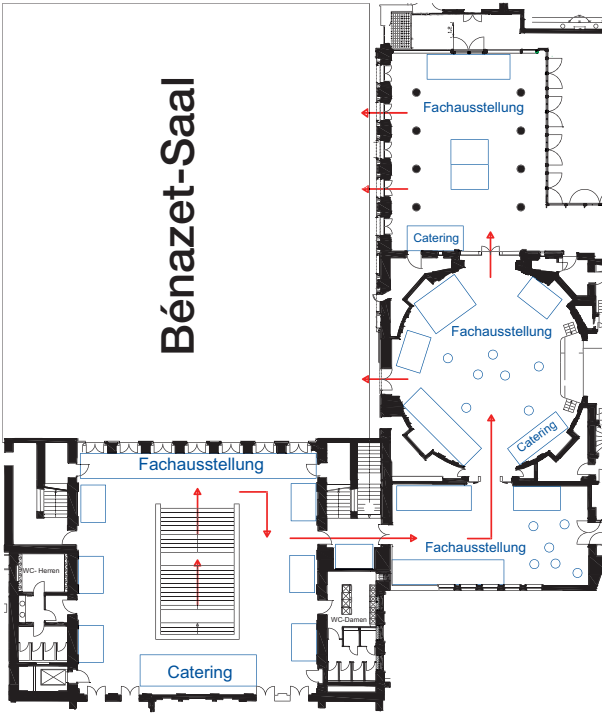 Bénazet-Saal
Fachausstellung
Catering
Fachausstellung
Catering
Fachausstellung
Fachausstellung
WC- Herren
WC-Damen
Catering